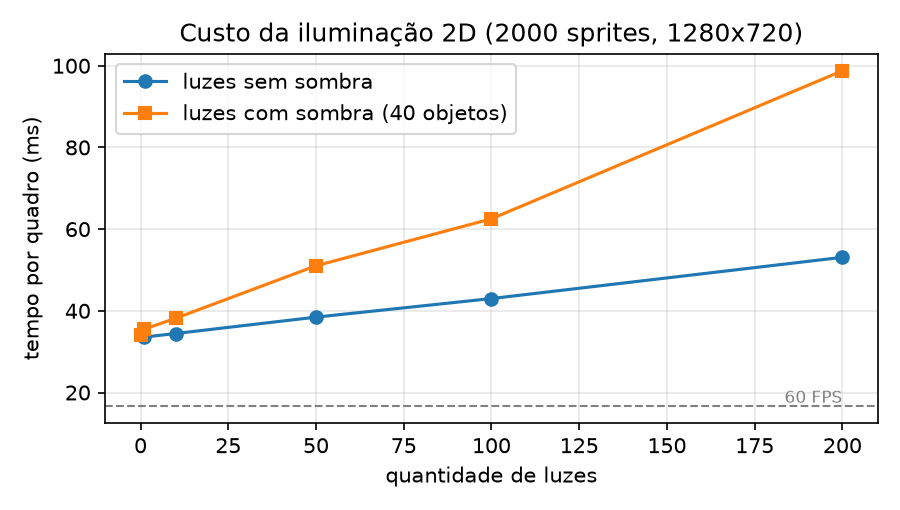 Custo da iluminação 2D (2000 sprites, 1280x720)
luzes sem sombra
luzes com sombra (40 objetos)
tempo por quadro (ms)
100
80
60
40
20
60 FPS
0 25 50 75 100 125 150 175 200
quantidade de luzes